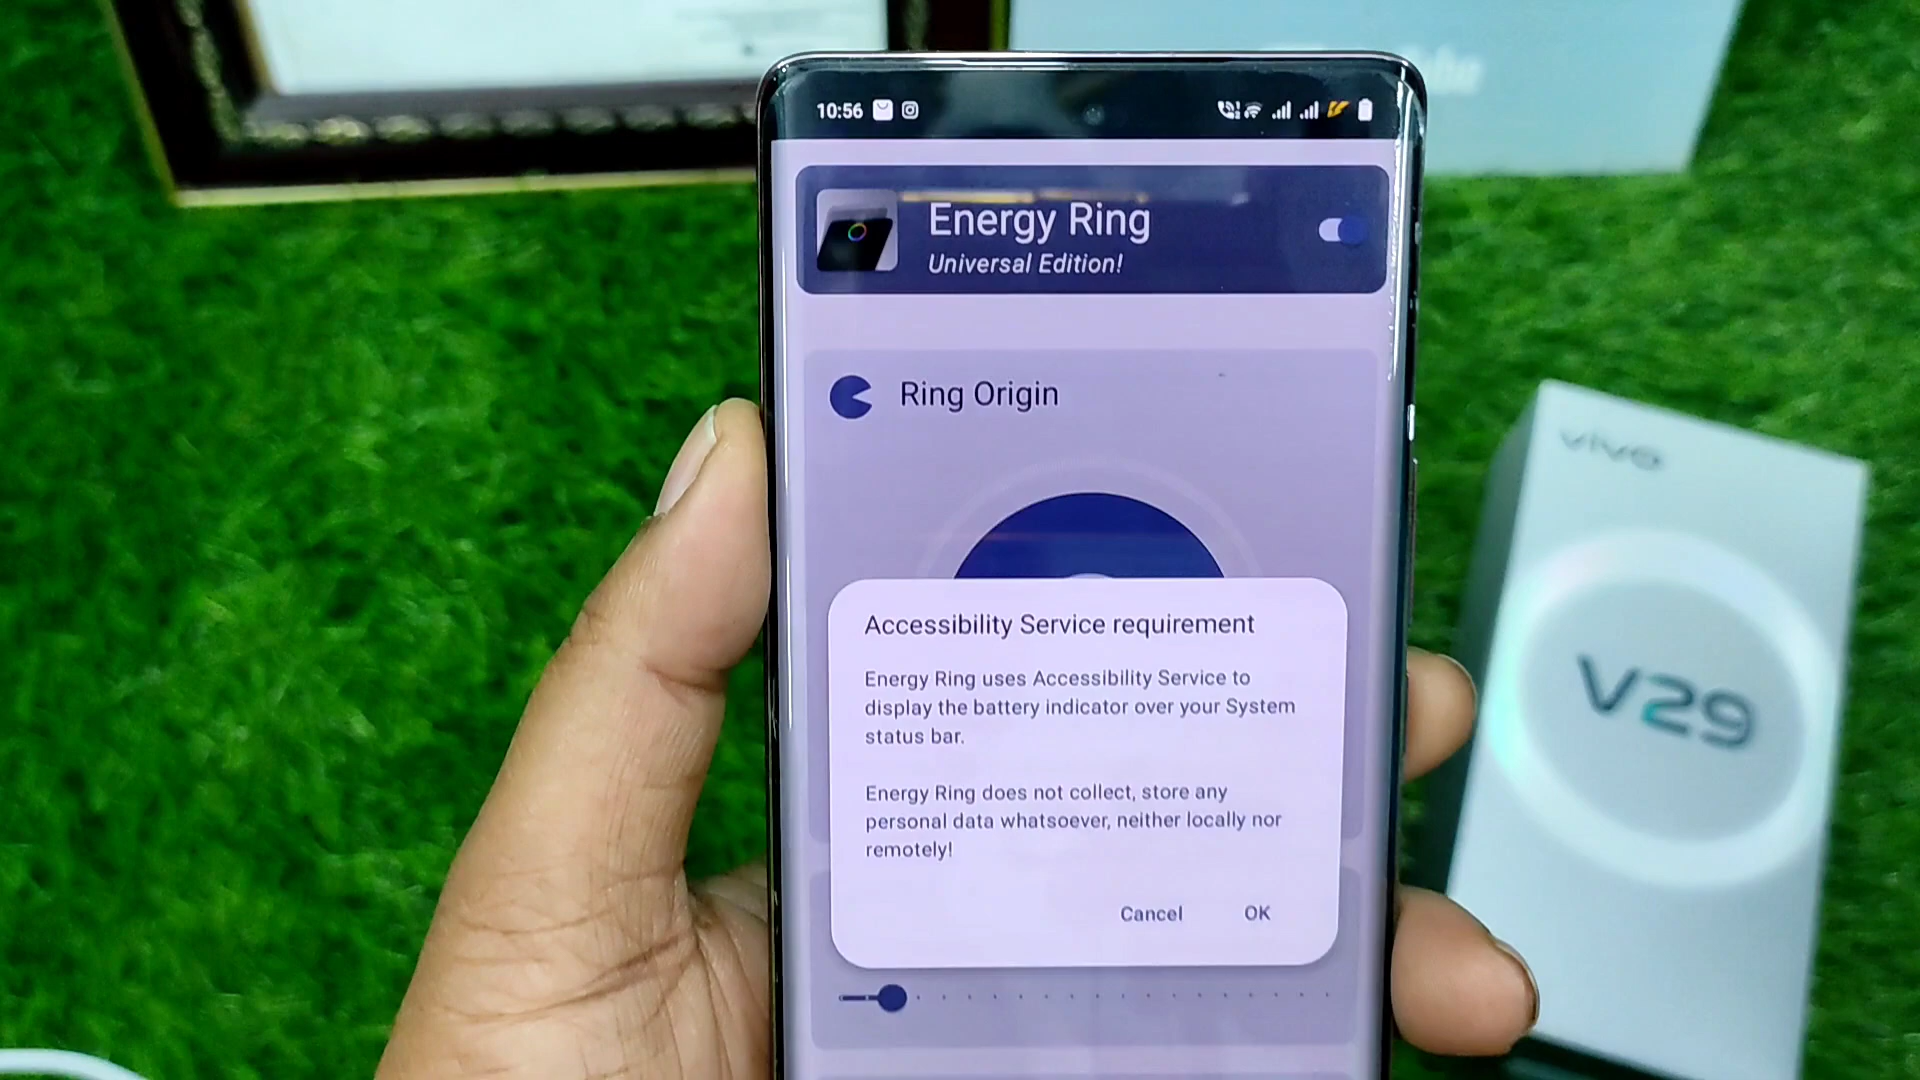 10:56
Energy Ring
Universal Edition!
Ring Origin
Accessibility Service requirement
Energy Ring uses Accessibility Service to
display the battery indicator over your System
status bar.
Energy Ring does not collect, store any
personal data whatsoever, neither locally nor
remotely!
Cancel OK
vivo
V29